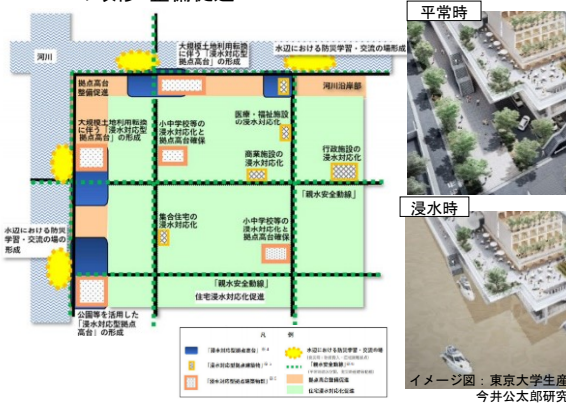 平常時
河川
大規模土地利用転換
に伴う「浸水対応型
拠点高台」の形成
水辺における防災学習・交流の場形成
拠点高台
整備促進
河川沿岸部
大規模土地利用転換
に伴う「浸水対応型
拠点高台」の形成
小中学校等の
浸水対応化と
拠点高台確保
医療・福祉施設
の浸水対応化
商業施設の
浸水対応化
行政施設の
浸水対応化
「親水安全動線」
浸水時
水辺における防災
学習・交流の場の
形成
集合住宅の
浸水対応化
小中学校等の
浸水対応化と
拠点高台確保
「親水安全動線」
住宅浸水対応化促進
公園等を活用した
「浸水対応型拠点
高台」の形成
凡 例
「浸水対応型拠点高台」
「浸水対応型拠点建築物」
「浸水対応型拠点建築物群」
水辺における防災学習・交流の場
「親水安全動線」
拠点高台整備促進
住宅浸水対応化促進
イメージ図：東京大学生産
今井公太郎研究